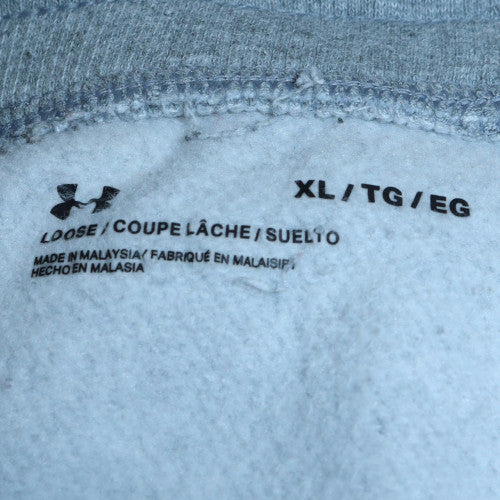 XL / TG / EG
LOOSE / COUPE LÂCHE / SUELTO
MADE IN MALAYSIA / FABRIQUÉ EN MALAISIE /
HECHO EN MALASIA